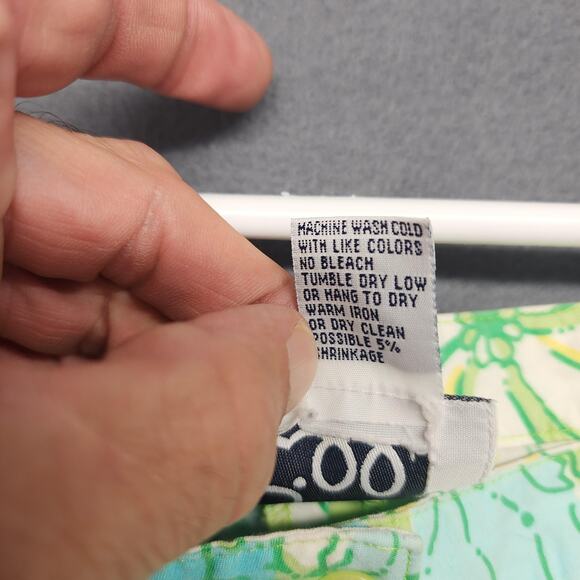 MACHINE WASH COLD
WITH LIKE COLORS
NO BLEACH
TUMBLE DRY LOW
OR HANG TO DRY
WARM IRON
OR DRY CLEAN
POSSIBLE 5%
SHRINKAGE